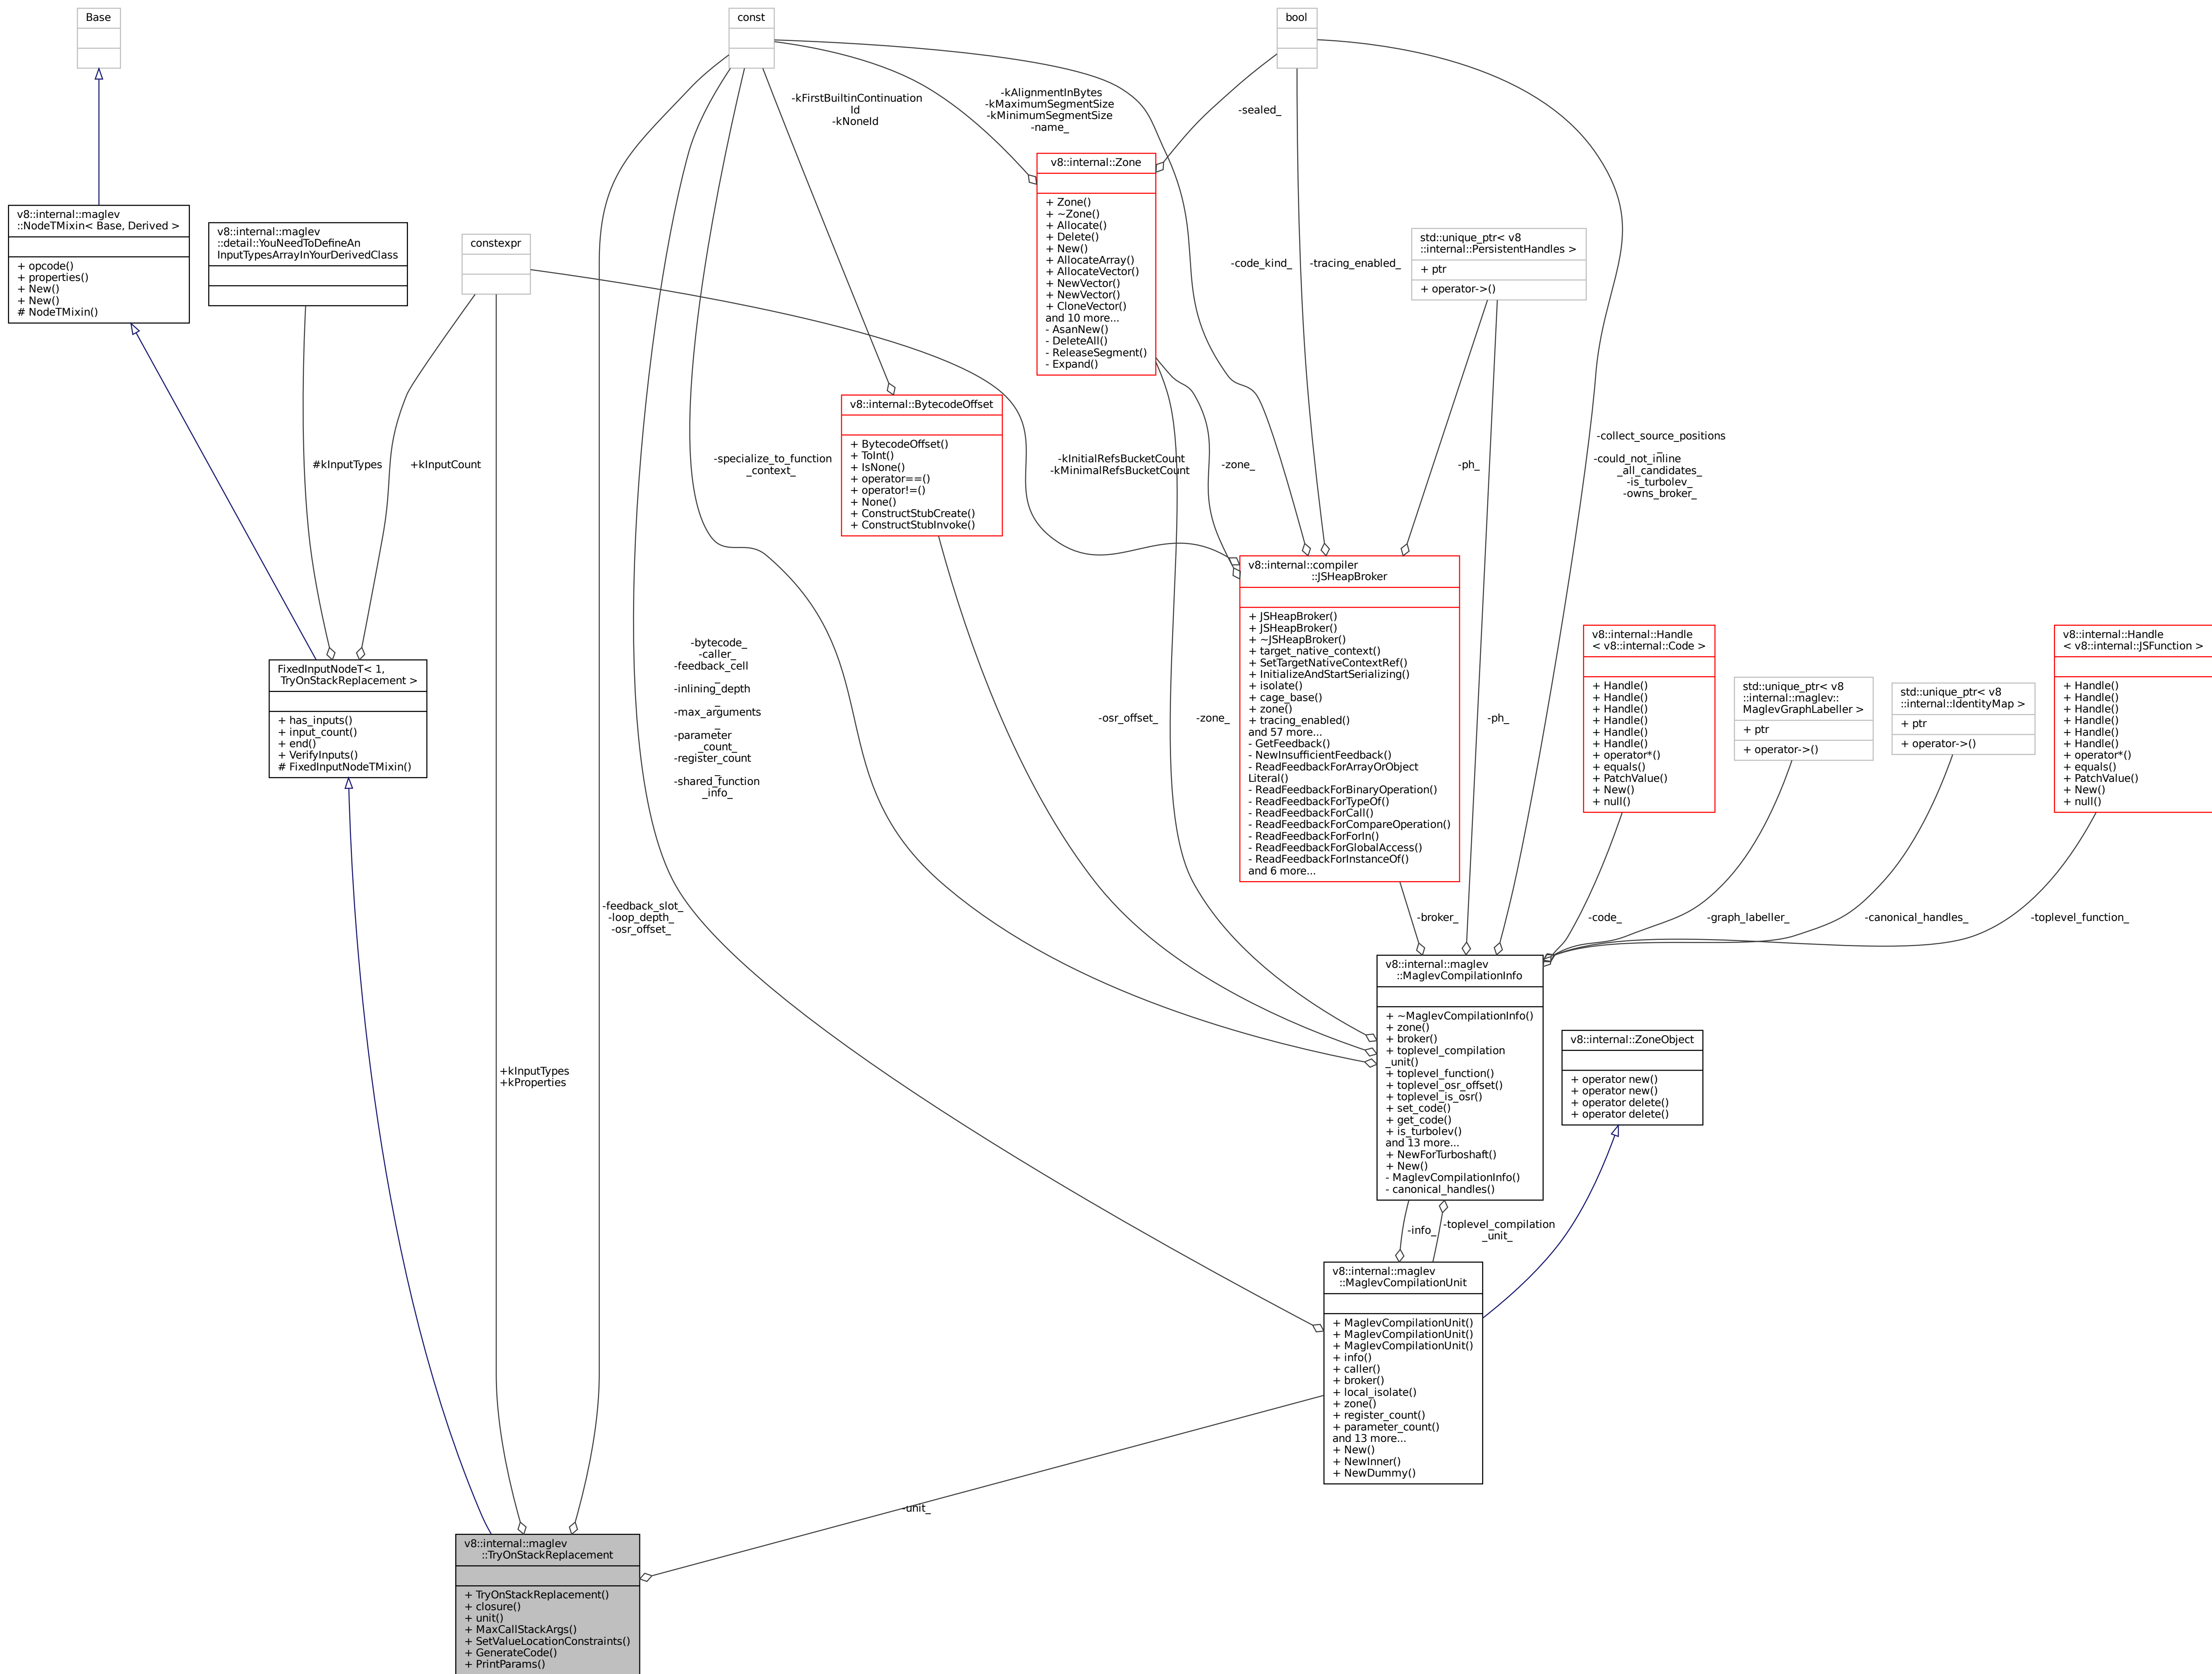 Base
const
bool
-kFirstBuiltinContinuation
Id
-kNoneId
-kAlignmentInBytes
-kMaximumSegmentSize
-kMinimumSegmentSize
-name_
-sealed_
v8::internal::Zone
+ Zone()
+ ~Zone()
+ Allocate()
+ Delete()
+ New()
+ AllocateArray()
+ AllocateVector()
+ NewVector()
+ NewVector()
+ CloneVector()
and 10 more...
- AsanNew()
- DeleteAll()
- ReleaseSegment()
- Expand()
v8::internal::maglev
::NodeTMixin< Base, Derived >
+ opcode()
+ properties()
+ New()
+ New()
# NodeTMixin()
v8::internal::maglev
::detail::YouNeedToDefineAn
InputTypesArrayInYourDerivedClass
constexpr
-code_kind_
-tracing_enabled_
std::unique_ptr< v8
::internal::PersistentHandles >
+ ptr
+ operator->()
v8::internal::BytecodeOffset
+ BytecodeOffset()
+ ToInt()
+ IsNone()
+ operator==()
+ operator!=()
+ None()
+ ConstructStubCreate()
+ ConstructStubInvoke()
#kInputTypes
+kInputCount
-specialize_to_function
_context_
-kInitialRefsBucketCount
-kMinimalRefsBucketCount
-zone_
-ph_
-collect_source_positions
_
-could_not_inline
_all_candidates_
-is_turbolev_
-owns_broker_
v8::internal::compiler
::JSHeapBroker
+ JSHeapBroker()
+ JSHeapBroker()
+ ~JSHeapBroker()
+ target_native_context()
+ SetTargetNativeContextRef()
+ InitializeAndStartSerializing()
+ isolate()
+ cage_base()
+ zone()
+ tracing_enabled()
and 57 more...
- GetFeedback()
- NewInsufficientFeedback()
- ReadFeedbackForArrayOrObject
Literal()
- ReadFeedbackForBinaryOperation()
- ReadFeedbackForTypeOf()
- ReadFeedbackForCall()
- ReadFeedbackForCompareOperation()
- ReadFeedbackForForIn()
- ReadFeedbackForGlobalAccess()
- ReadFeedbackForInstanceOf()
and 6 more...
FixedInputNodeT< 1,
TryOnStackReplacement >
+ has_inputs()
+ input_count()
+ end()
+ VerifyInputs()
# FixedInputNodeTMixin()
-bytecode_
-caller_
-feedback_cell
_
-inlining_depth
_
-max_arguments
_
-parameter
_count_
-register_count
_
-shared_function
_info_
-osr_offset_
-zone_
-ph_
v8::internal::Handle
< v8::internal::Code >
+ Handle()
+ Handle()
+ Handle()
+ Handle()
+ Handle()
+ Handle()
+ operator*()
+ equals()
+ PatchValue()
+ New()
+ null()
std::unique_ptr< v8
::internal::maglev::
MaglevGraphLabeller >
+ ptr
+ operator->()
std::unique_ptr< v8
::internal::IdentityMap >
+ ptr
+ operator->()
v8::internal::Handle
< v8::internal::JSFunction >
+ Handle()
+ Handle()
+ Handle()
+ Handle()
+ Handle()
+ Handle()
+ operator*()
+ equals()
+ PatchValue()
+ New()
+ null()
-feedback_slot_
-loop_depth_
-osr_offset_
-broker_
-code_
-graph_labeller_
-canonical_handles_
-toplevel_function_
v8::internal::maglev
::MaglevCompilationInfo
+ ~MaglevCompilationInfo()
+ zone()
+ broker()
+ toplevel_compilation
_unit()
+ toplevel_function()
+ toplevel_osr_offset()
+ toplevel_is_osr()
+ set_code()
+ get_code()
+ is_turbolev()
and 13 more...
+ NewForTurboshaft()
+ New()
- MaglevCompilationInfo()
- canonical_handles()
v8::internal::ZoneObject
+ operator new()
+ operator new()
+ operator delete()
+ operator delete()
+kInputTypes
+kProperties
-info_
-toplevel_compilation
_unit_
v8::internal::maglev
::MaglevCompilationUnit
+ MaglevCompilationUnit()
+ MaglevCompilationUnit()
+ MaglevCompilationUnit()
+ info()
+ caller()
+ broker()
+ local_isolate()
+ zone()
+ register_count()
+ parameter_count()
and 13 more...
+ New()
+ NewInner()
+ NewDummy()
-unit_
v8::internal::maglev
::TryOnStackReplacement
+ TryOnStackReplacement()
+ closure()
+ unit()
+ MaxCallStackArgs()
+ SetValueLocationConstraints()
+ GenerateCode()
+ PrintParams()